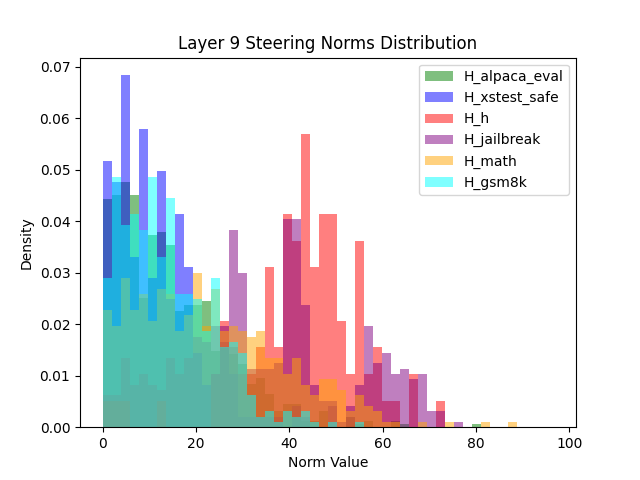 Layer 9 Steering Norms Distribution
Density
0.07
0.06
0.05
0.04
0.03
0.02
0.01
0.00
H_alpaca_eval
H_xstest_safe
H_h
H_jailbreak
H_math
H_gsm8k
0 20 40 60 80 100
Norm Value